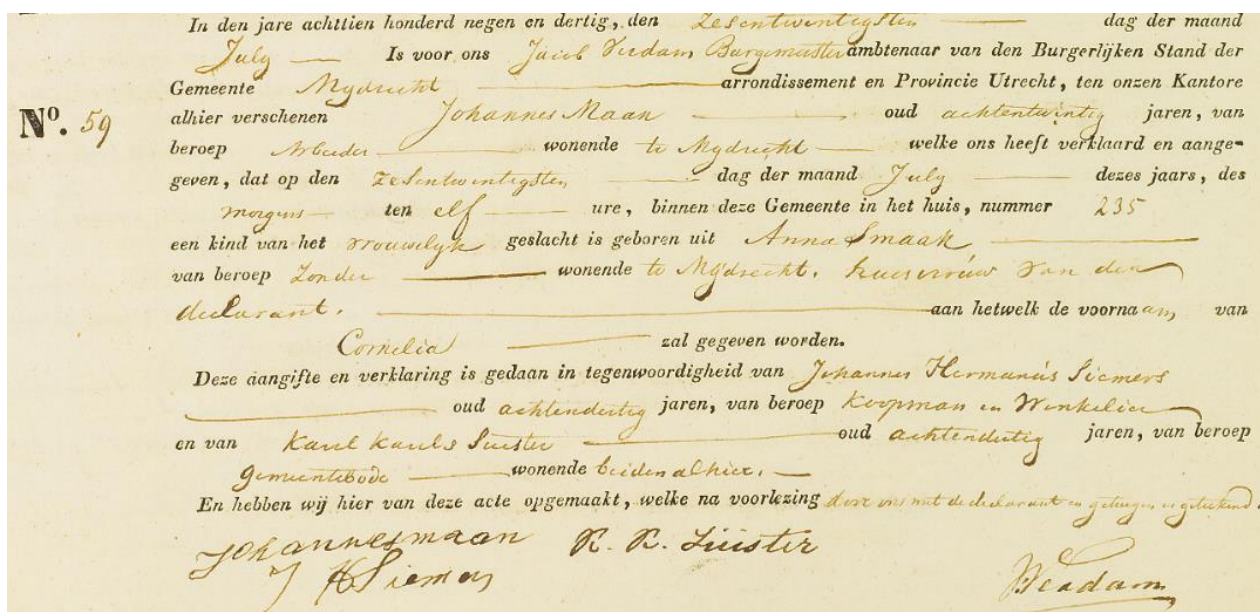 In den jare achttien honderd negen en dertig, den zesentwintigsten dag der maand
July Is voor ons Jacob Verdam Burgemeester ambtenaar van den Burgerlijken Stand der
Gemeente Mydrecht arrondissement en Provincie Utrecht, ten onzen Kantore
No. 59 alhier verschenen Johannes Maan oud achtentwintig jaren, van
beroep Arbeider wonende te Mydrecht welke ons heeft verklaard en aange-
geven, dat op den zesentwintigsten dag der maand July dezes jaars, des
morgens ten elf ure, binnen deze Gemeente in het huis, nummer 235
een kind van het vrouwelyk geslacht is geboren uit Anna Smaak
van beroep Zonder wonende te Mijdrecht. huisvrouw van den
declarant. aan hetwelk de voornaam van
Cornelia zal gegeven worden.
Deze aangifte en verklaring is gedaan in tegenwoordigheid van Johannes Hermanus Siemers
oud achtendertig jaren, van beroep Koopman en Winkelier
en van Karel Karels Luister oud achtendertig jaren, van beroep
gemeentebode wonende beiden alhier.
En hebben wij hier van deze acte opgemaakt, welke na voorlezing door ons met de declarant en getuigen is getekend
Johannes maan K. K. Luister
J H Siemers JVerdam